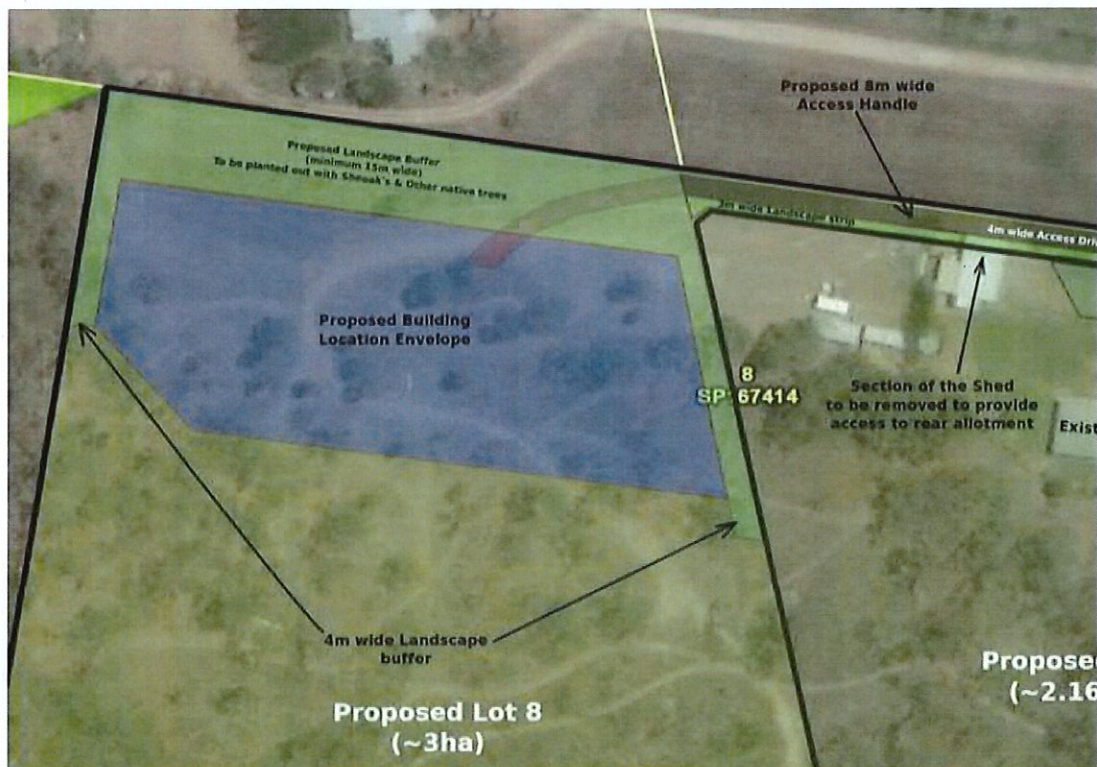 Proposed 8m wide
Access Handle
Proposed Landscape Buffer
(minimum 15m wide)
To be planted out with Sheoak's & Other native trees
3m wide Landscape strip
4m wide Access Driv
Proposed Building
Location Envelope
8
SP167414
Section of the Shed
to be removed to provide
access to rear allotment
Exist
4m wide Landscape
buffer
Proposed Lot 8
(~3ha)
Propose
(~2.16